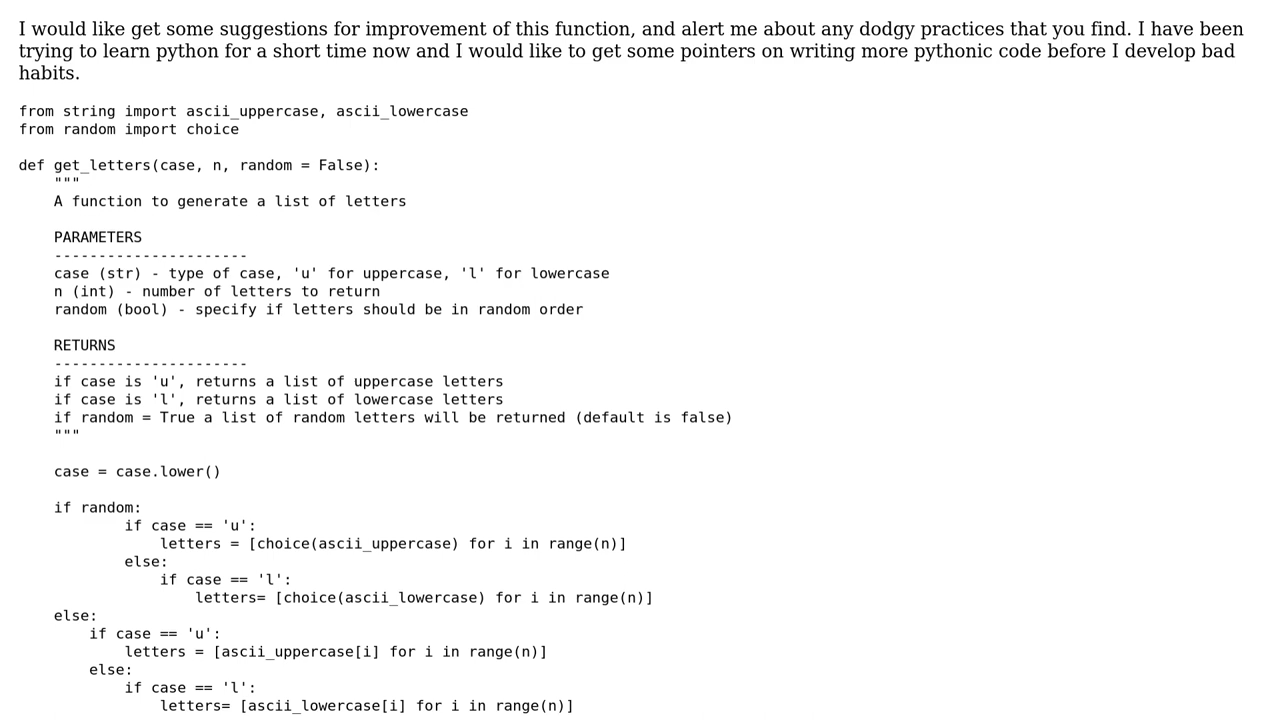 I would like get some suggestions for improvement of this function, and alert me about any dodgy practices that you find. I have been
trying to learn python for a short time now and I would like to get some pointers on writing more pythonic code before I develop bad
habits.
from string import ascii_uppercase, ascii_lowercase
from random import choice
def get_letters(case, n, random = False):
    """
    A function to generate a list of letters
    PARAMETERS
    ----------------------
    case (str) - type of case, 'u' for uppercase, 'l' for lowercase
    n (int) - number of letters to return
    random (bool) - specify if letters should be in random order
    RETURNS
    ----------------------
    if case is 'u', returns a list of uppercase letters
    if case is 'l', returns a list of lowercase letters
    if random = True a list of random letters will be returned (default is false)
    """
    case = case.lower()
    if random:
            if case == 'u':
                letters = [choice(ascii_uppercase) for i in range(n)]
            else:
                if case == 'l':
                    letters= [choice(ascii_lowercase) for i in range(n)]
    else:
        if case == 'u':
            letters = [ascii_uppercase[i] for i in range(n)]
        else:
            if case == 'l':
                letters= [ascii_lowercase[i] for i in range(n)]